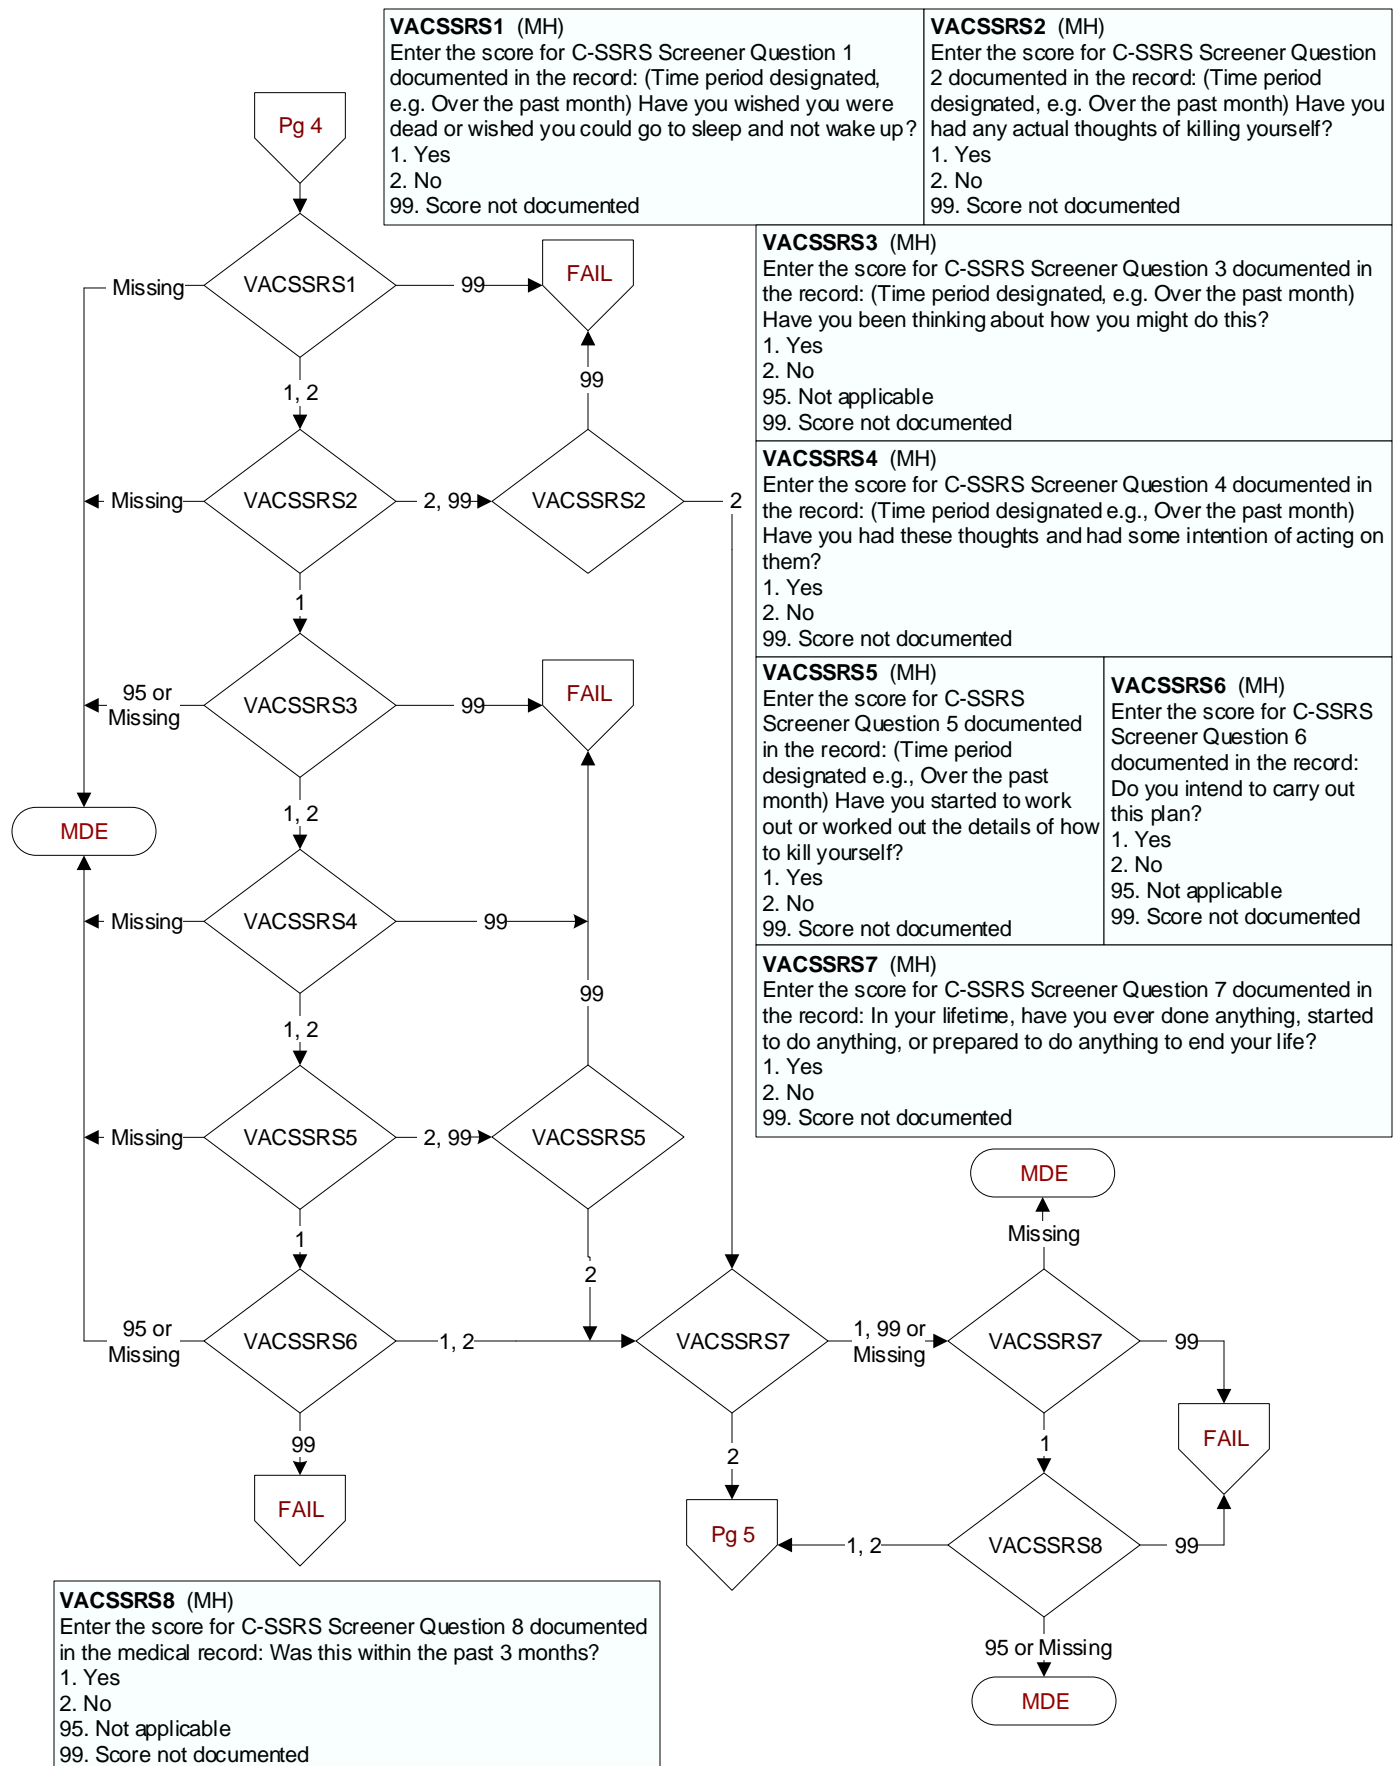 VACSSRS1 (MH)
Enter the score for C-SSRS Screener Question 1
documented in the record: (Time period designated,
e.g. Over the past month) Have you wished you were
dead or wished you could go to sleep and not wake up?
1. Yes
2. No
99. Score not documented
VACSSRS2 (MH)
Enter the score for C-SSRS Screener Question
2 documented in the record: (Time period
designated, e.g. Over the past month) Have you
had any actual thoughts of killing yourself?
1. Yes
2. No
99. Score not documented
VACSSRS3 (MH)
Enter the score for C-SSRS Screener Question 3 documented in
the record: (Time period designated, e.g. Over the past month)
Have you been thinking about how you might do this?
1. Yes
2. No
95. Not applicable
99. Score not documented
VACSSRS4 (MH)
Enter the score for C-SSRS Screener Question 4 documented in
the record: (Time period designated e.g., Over the past month)
Have you had these thoughts and had some intention of acting on
them?
1. Yes
2. No
99. Score not documented
VACSSRS5 (MH)
Enter the score for C-SSRS
Screener Question 5 documented
in the record: (Time period
designated e.g., Over the past
month) Have you started to work
out or worked out the details of how
to kill yourself?
1. Yes
2. No
99. Score not documented
VACSSRS6 (MH)
Enter the score for C-SSRS
Screener Question 6
documented in the record:
Do you intend to carry out
this plan?
1. Yes
2. No
95. Not applicable
99. Score not documented
VACSSRS7 (MH)
Enter the score for C-SSRS Screener Question 7 documented in
the record: In your lifetime, have you ever done anything, started
to do anything, or prepared to do anything to end your life?
1. Yes
2. No
99. Score not documented
Pg 4
Missing
VACSSRS1
99
FAIL
1, 2
99
Missing
VACSSRS2
2, 99
VACSSRS2
2
1
95 or
Missing
VACSSRS3
99
FAIL
1, 2
MDE
Missing
VACSSRS4
99
99
1, 2
Missing
VACSSRS5
2, 99
VACSSRS5
MDE
Missing
1
2
95 or
Missing
VACSSRS6
1, 2
VACSSRS7
1, 99 or
Missing
VACSSRS7
99
99
FAIL
2
1
FAIL
Pg 5
1, 2
VACSSRS8
99
95 or Missing
MDE
VACSSRS8 (MH)
Enter the score for C-SSRS Screener Question 8 documented
in the medical record: Was this within the past 3 months?
1. Yes
2. No
95. Not applicable
99. Score not documented